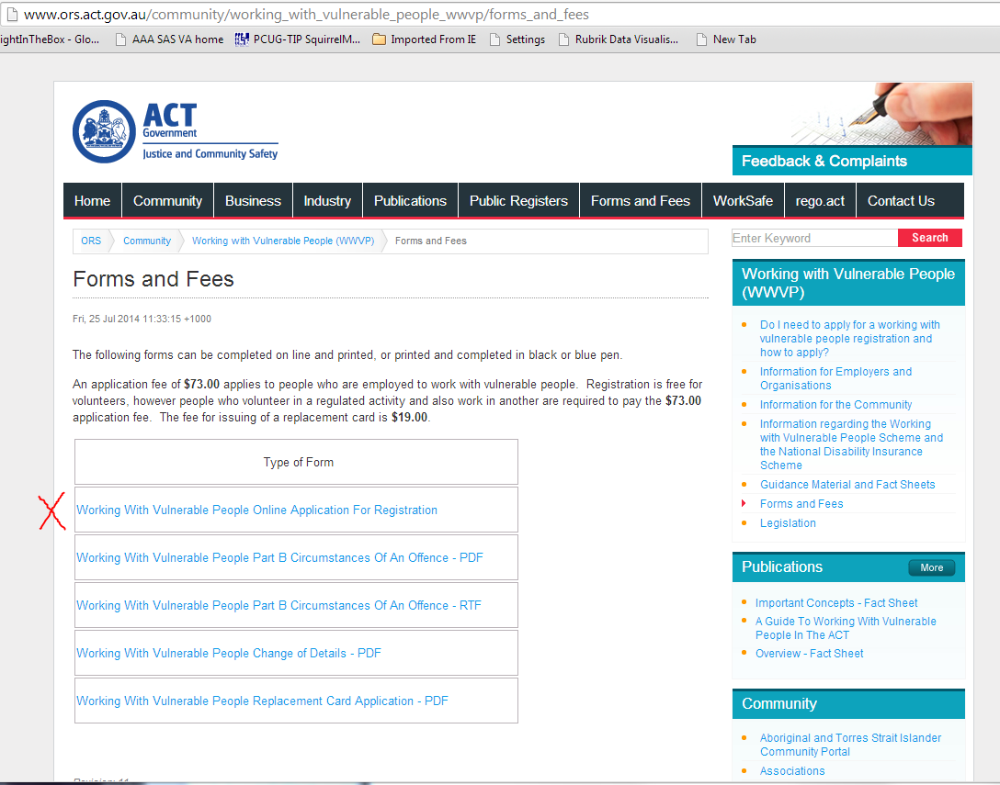 www.ors.act.gov.au/community/working_with_vulnerable_people_wwvp/forms_and_fees
ightInTheBox - Glo... AAA SAS VA home PCUG-TIP SquirrelM... Imported From IE Settings Rubrik Data Visualis... New Tab
ACT
Government
Justice and Community Safety
Feedback & Complaints
Home Community Business Industry Publications Public Registers Forms and Fees WorkSafe rego.act Contact Us
ORS Community Working with Vulnerable People (WWVP) Forms and Fees
Enter Keyword Search
Forms and Fees
Fri, 25 Jul 2014 11:33:15 +1000
The following forms can be completed on line and printed, or printed and completed in black or blue pen.
An application fee of $73.00 applies to people who are employed to work with vulnerable people. Registration is free for
volunteers, however people who volunteer in a regulated activity and also work in another are required to pay the $73.00
application fee. The fee for issuing of a replacement card is $19.00.
Type of Form
Working With Vulnerable People Online Application For Registration
Working With Vulnerable People Part B Circumstances Of An Offence - PDF
Working With Vulnerable People Part B Circumstances Of An Offence - RTF
Working With Vulnerable People Change of Details - PDF
Working With Vulnerable People Replacement Card Application - PDF
Working with Vulnerable People
(WWVP)
Do I need to apply for a working with
vulnerable people registration and
how to apply?
Information for Employers and
Organisations
Information for the Community
Information regarding the Working
with Vulnerable People Scheme and
the National Disability Insurance
Scheme
Guidance Material and Fact Sheets
Forms and Fees
Legislation
Publications More
Important Concepts - Fact Sheet
A Guide To Working With Vulnerable
People In The ACT
Overview - Fact Sheet
Community
Aboriginal and Torres Strait Islander
Community Portal
Associations